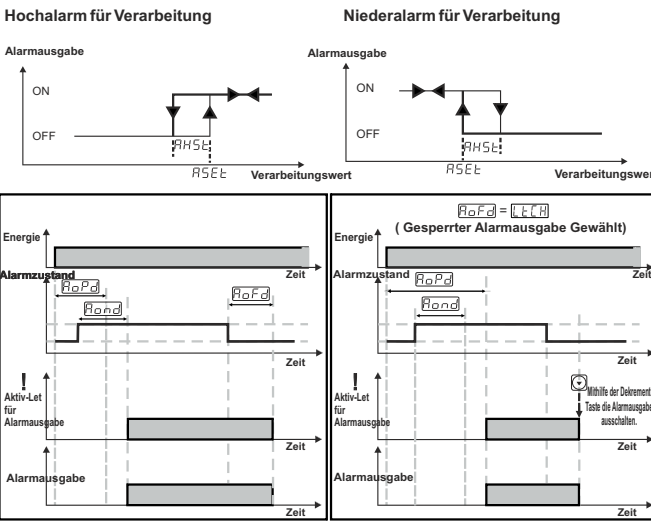 Hochalarm für Verarbeitung
Alarmausgabe
ON
OFF
AHSt
ASEt
Verarbeitungswert
Niederalarm für Verarbeitung
Alarmausgabe
ON
OFF
AHSt
ASEt
Verarbeitungswer
Energie
Zeit
Alarmzustand
AoPd
Aond
AoFd
Zeit
!
Aktiv-Let
für
Alarmausgabe
Zeit
Alarmausgabe
Zeit
AoFd = LtCH
( Gesperrter Alarmausgabe Gewählt)
Energie
Zeit
Alarmzustand
AoPd
Aond
Zeit
!
Aktiv-Let
für
Alarmausgabe
Mithilfe der Dekrement
Taste die Alarmausgabe
ausschalten.
Zeit
Alarmausgabe
Zeit